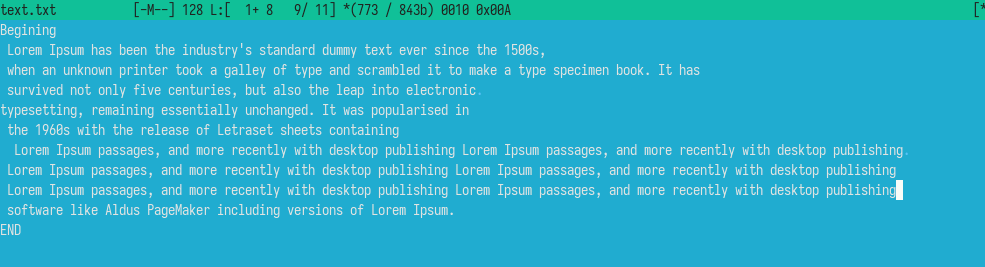 text.txt [-M--] 128 L:[ 1+ 8 9/ 11] *(773 / 843b) 0010 0x00A [*
Begining
Lorem Ipsum has been the industry's standard dummy text ever since the 1500s,
when an unknown printer took a galley of type and scrambled it to make a type specimen book. It has
survived not only five centuries, but also the leap into electronic.
typesetting, remaining essentially unchanged. It was popularised in
the 1960s with the release of Letraset sheets containing
Lorem Ipsum passages, and more recently with desktop publishing Lorem Ipsum passages, and more recently with desktop publishing.
Lorem Ipsum passages, and more recently with desktop publishing Lorem Ipsum passages, and more recently with desktop publishing
Lorem Ipsum passages, and more recently with desktop publishing Lorem Ipsum passages, and more recently with desktop publishing
software like Aldus PageMaker including versions of Lorem Ipsum.
END